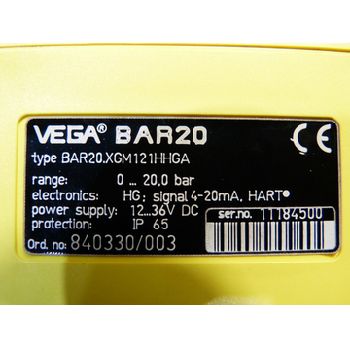 VEGA® BAR20 CE
type BAR20.XGM121HHGA
range: 0 ... 20,0 bar
electronics: HG; signal 4-20mA, HART®
power supply: 12...36V DC
protection: IP 65
ser.no. 11184500
Ord. no: 840330/003